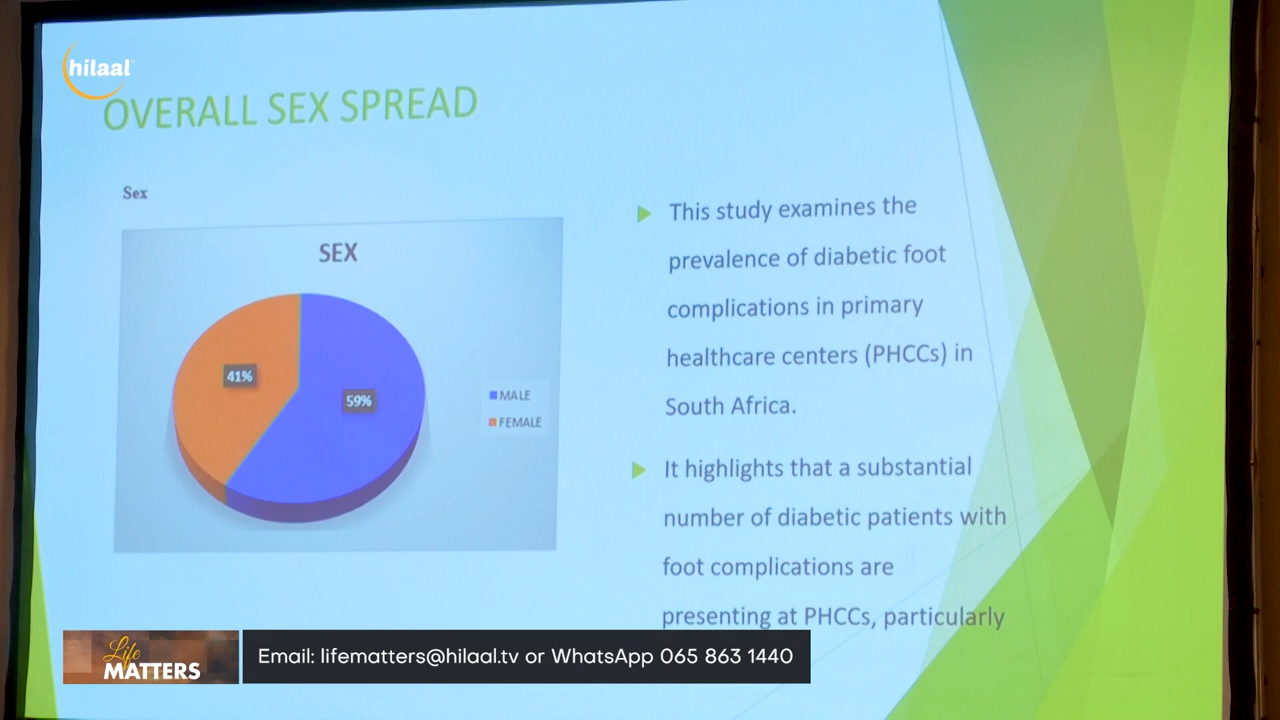 hilaal
OVERALL SEX SPREAD
Sex
SEX
41%
59%
MALE
FEMALE
This study examines the
prevalence of diabetic foot
complications in primary
healthcare centers (PHCCs) in
South Africa.
It highlights that a substantial
number of diabetic patients with
foot complications are
presenting at PHCCs, particularly
Life
MATTERS
Email: lifematters@hilaal.tv or WhatsApp 065 863 1440